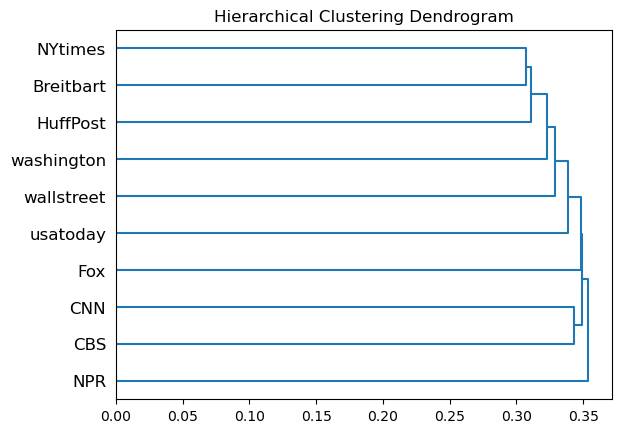 Hierarchical Clustering Dendrogram
NYtimes
Breitbart
HuffPost
washington
wallstreet
usatoday
Fox
CNN
CBS
NPR
0.00 0.05 0.10 0.15 0.20 0.25 0.30 0.35